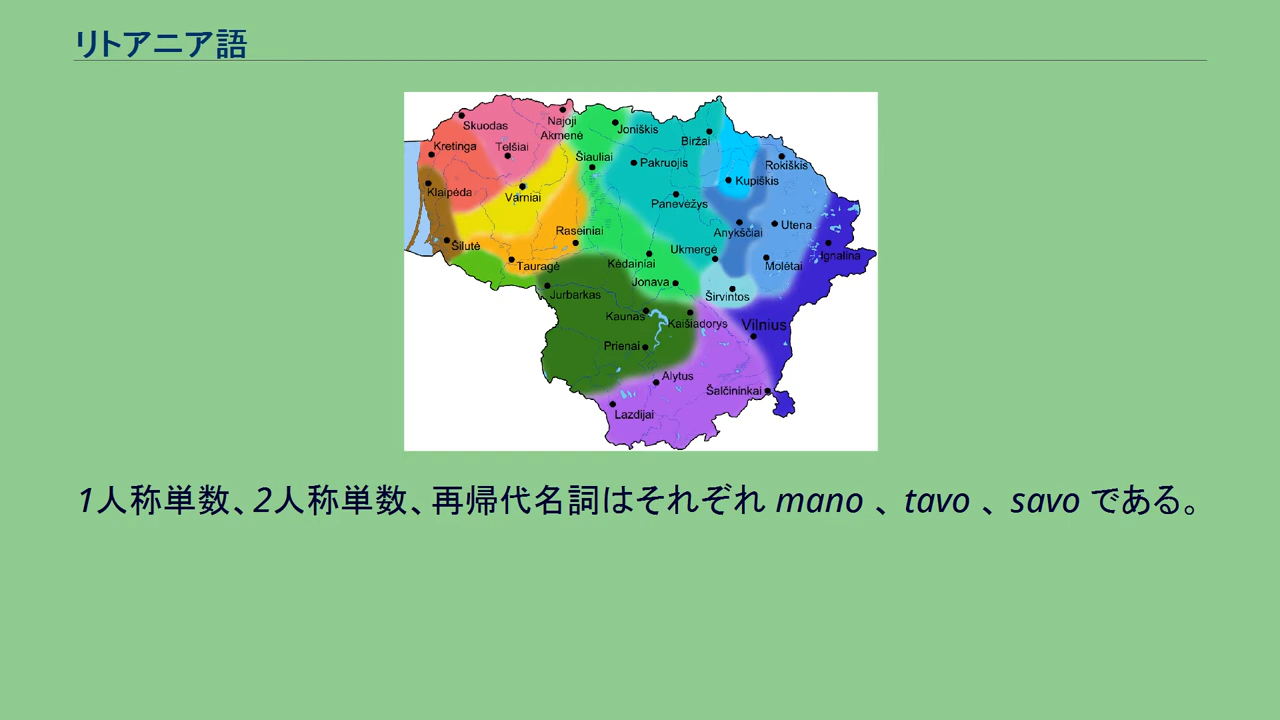 リトアニア語
Skuodas
Najoji
Akmenė
Joniškis
Biržai
Kretinga
Telšiai
Šiauliai
Pakruojis
Rokiškis
Kupiškis
Klaipėda
Varniai
Panevėžys
Raseiniai
Anykščiai
Utena
Šilutė
Ukmergė
Ignalina
Tauragė
Kėdainiai
Molėtai
Jonava
Širvintos
Jurbarkas
Kaunas
Kaišiadorys
Vilnius
Prienai
Alytus
Šalčininkai
Lazdijai
1人称単数、2人称単数、再帰代名詞はそれぞれ mano 、 tavo 、 savo である。